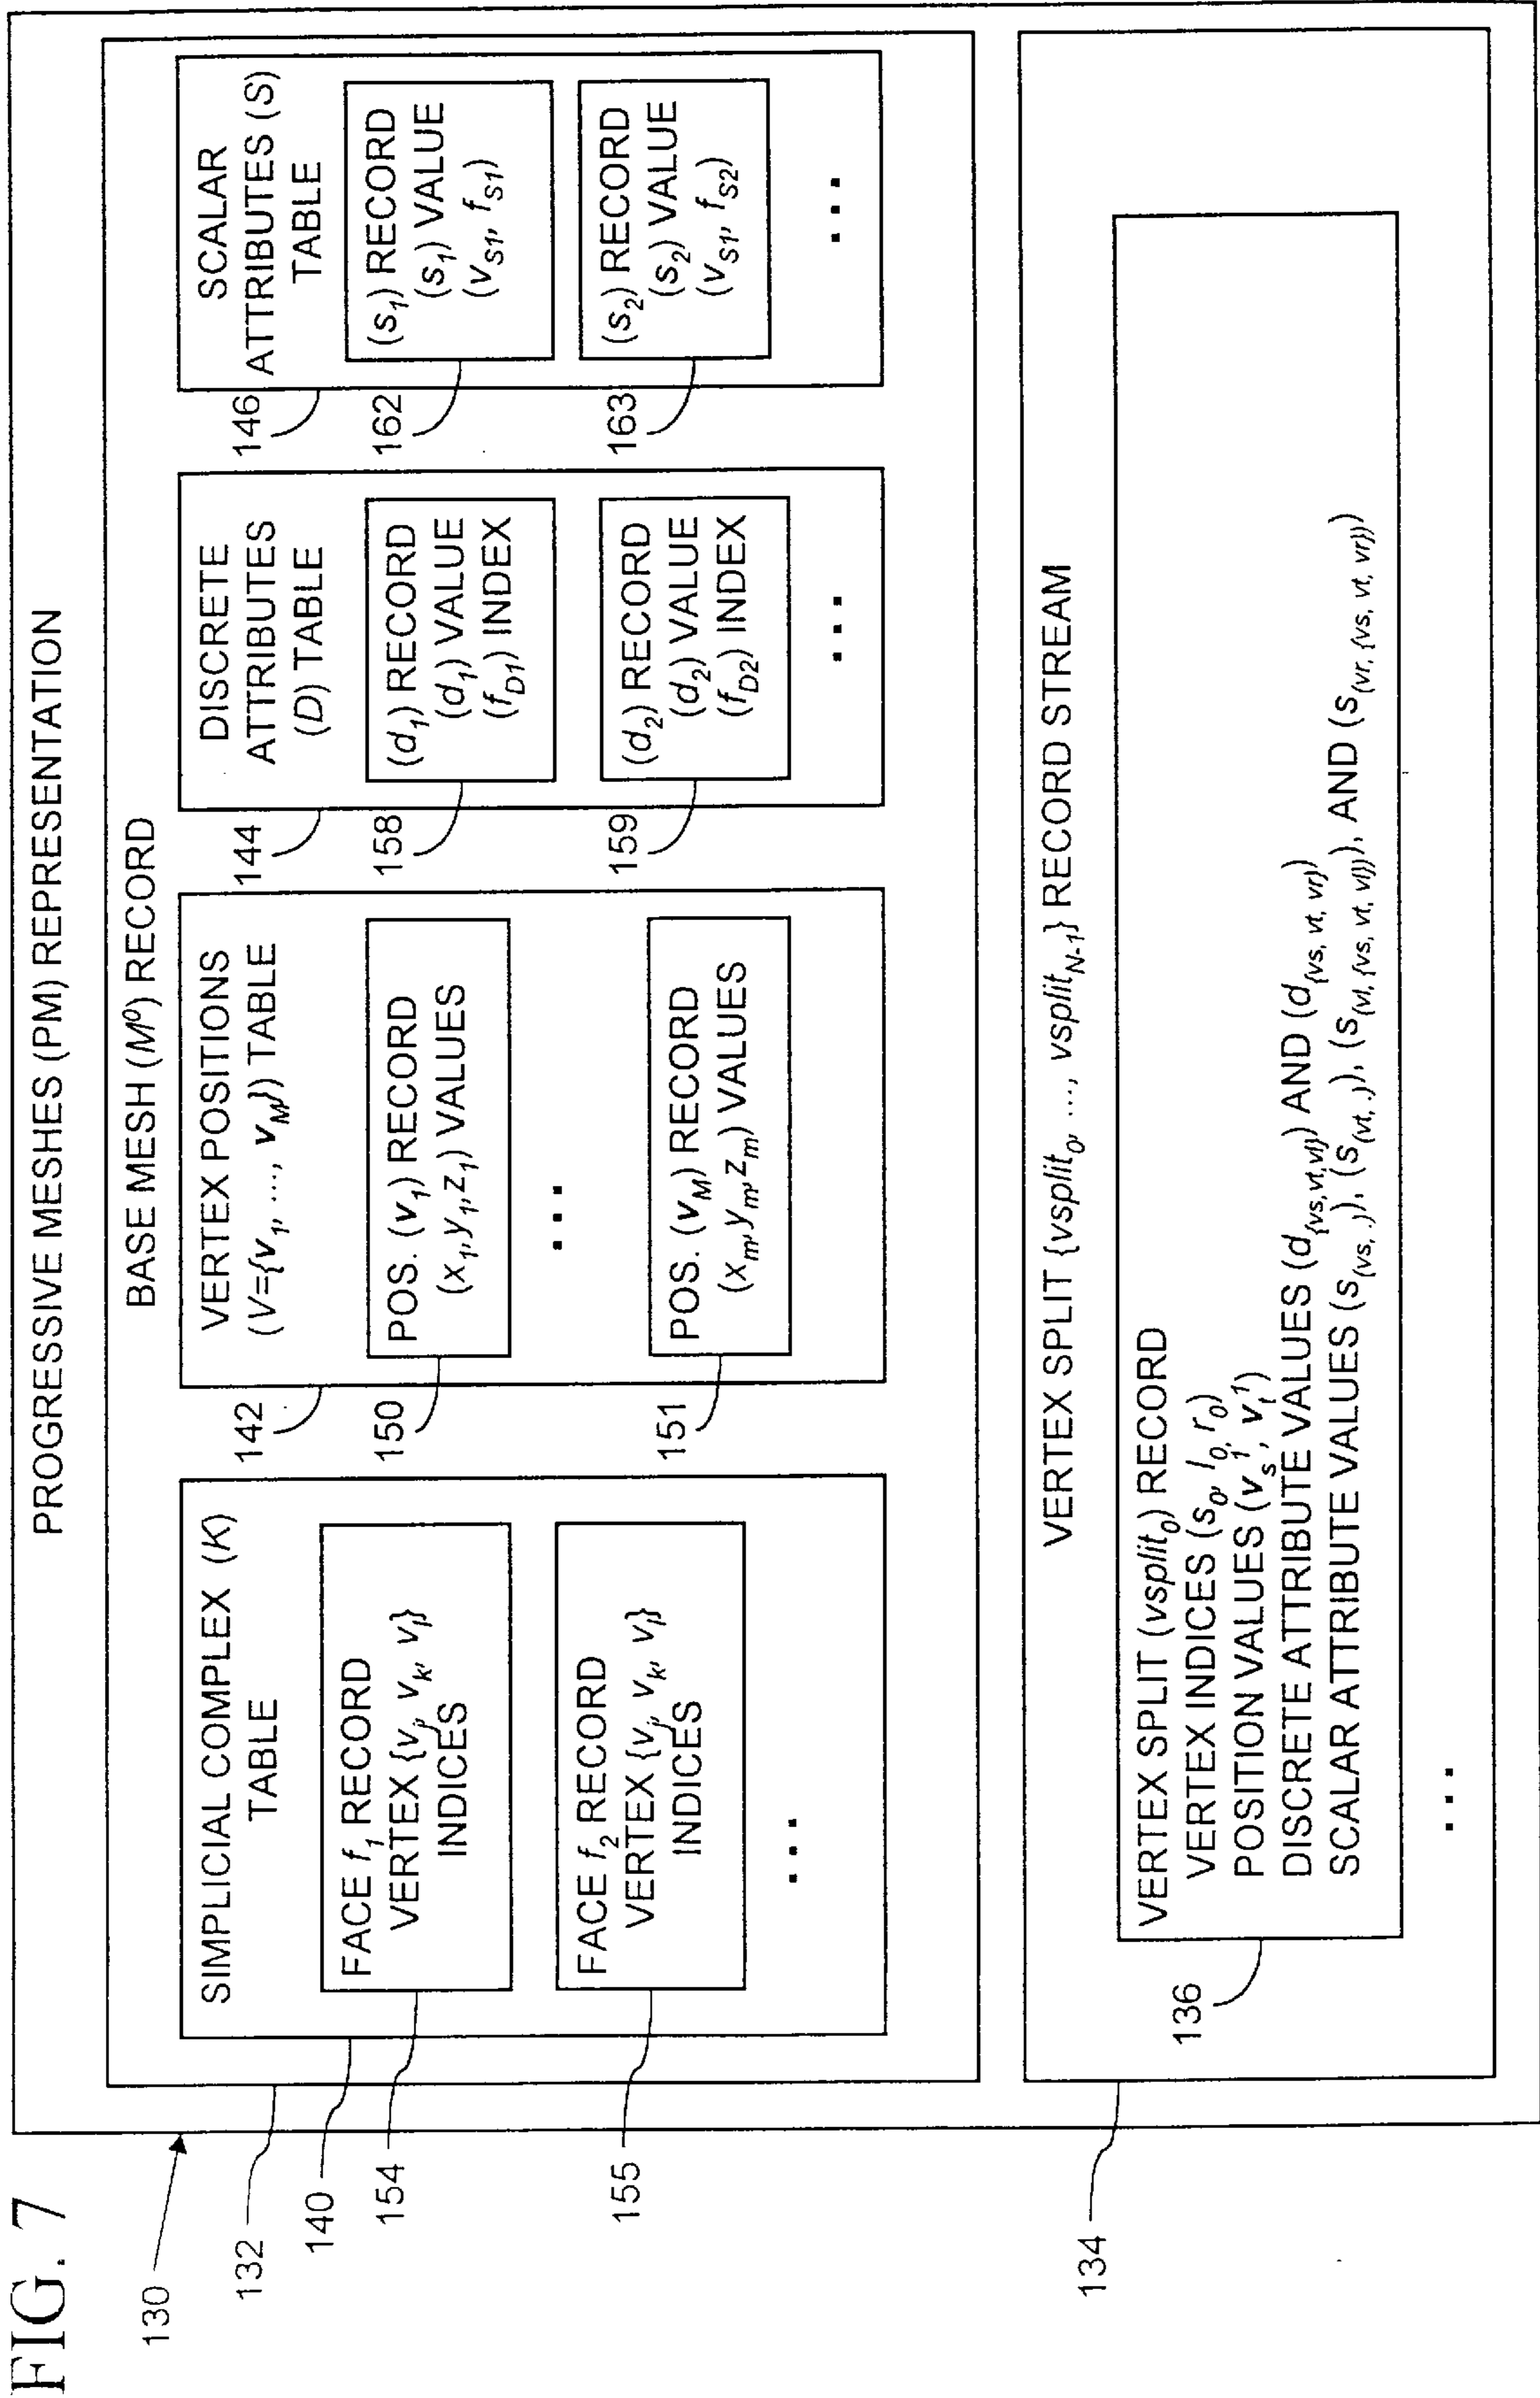 FIG. 7
130
PROGRESSIVE MESHES (PM) REPRESENTATION
132
BASE MESH (M⁰) RECORD
140
SIMPLICIAL COMPLEX (K)
TABLE
154
FACE f₁ RECORD
VERTEX {vⱼ, vₖ, vₗ}
INDICES
155
FACE f₂ RECORD
VERTEX {vⱼ, vₖ, vₗ}
INDICES
...
142
VERTEX POSITIONS
(V={v₁, ..., v_M}) TABLE
150
POS. (v₁) RECORD
(x₁,y₁,z₁) VALUES
...
151
POS. (v_M) RECORD
(x_m,y_m,z_m) VALUES
144
DISCRETE
ATTRIBUTES
(D) TABLE
158
(d₁) RECORD
(d₁) VALUE
(f_D1) INDEX
159
(d₂) RECORD
(d₂) VALUE
(f_D2) INDEX
...
146
SCALAR
ATTRIBUTES (S)
TABLE
162
(s₁) RECORD
(s₁) VALUE
(v_S1, f_S1)
163
(s₂) RECORD
(s₂) VALUE
(v_S1, f_S2)
...
134
VERTEX SPLIT {vsplit₀, ..., vsplit_N-1} RECORD STREAM
136
VERTEX SPLIT (vsplit₀) RECORD
VERTEX INDICES (s₀, l₀, r₀)
POSITION VALUES (v_s¹, v_t¹)
DISCRETE ATTRIBUTE VALUES (d_{vs,vt,vl}) AND (d_{vs, vt, vr})
SCALAR ATTRIBUTE VALUES (s_(vs, .)), (s_(vt, .)), (s_(vl, {vs, vt, vl})), AND (s_(vr, {vs, vt, vr}))
...